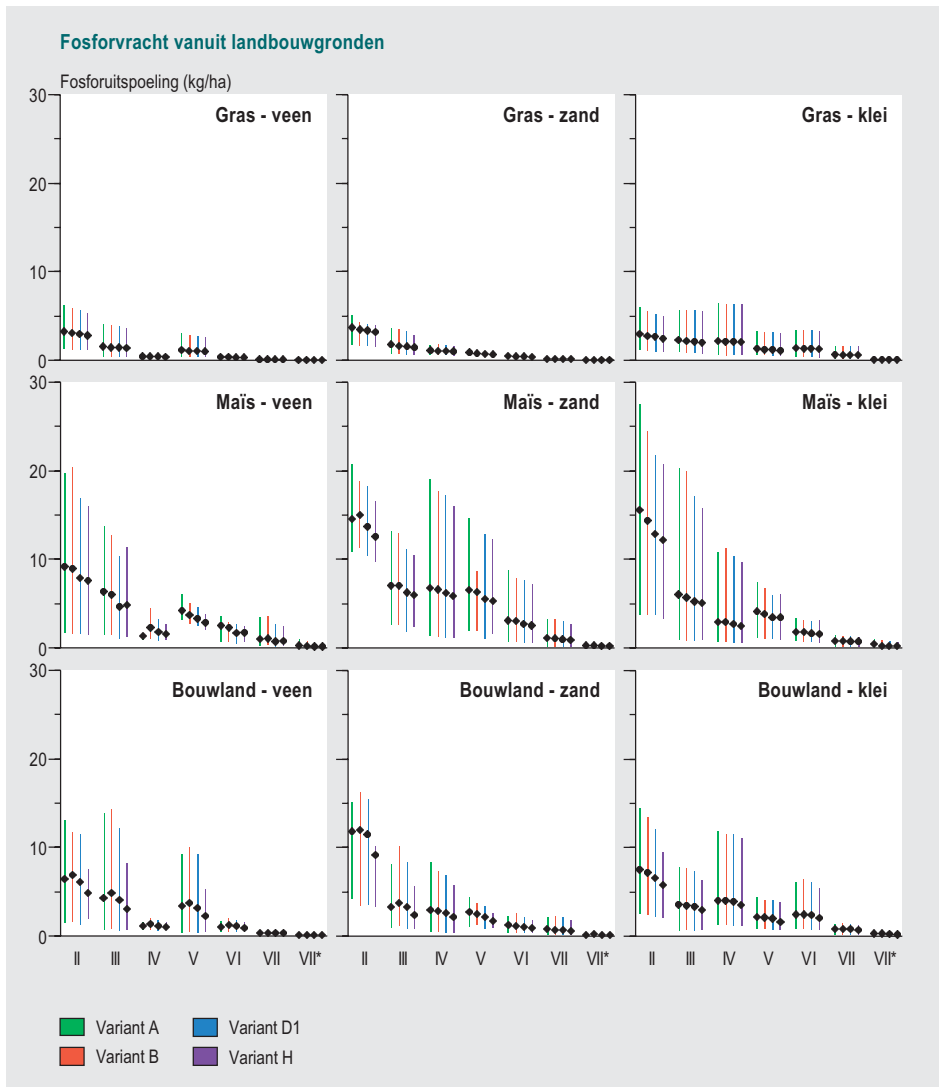 Fosforvracht vanuit landbouwgronden
Fosforuitspoeling (kg/ha)
30
20
10
0
Gras - veen
Gras - zand
Gras - klei
30
20
10
0
Maïs - veen
Maïs - zand
Maïs - klei
30
20
10
0
Bouwland - veen
Bouwland - zand
Bouwland - klei
II III IV V VI VII VII*
II III IV V VI VII VII*
II III IV V VI VII VII*
Variant A
Variant D1
Variant B
Variant H